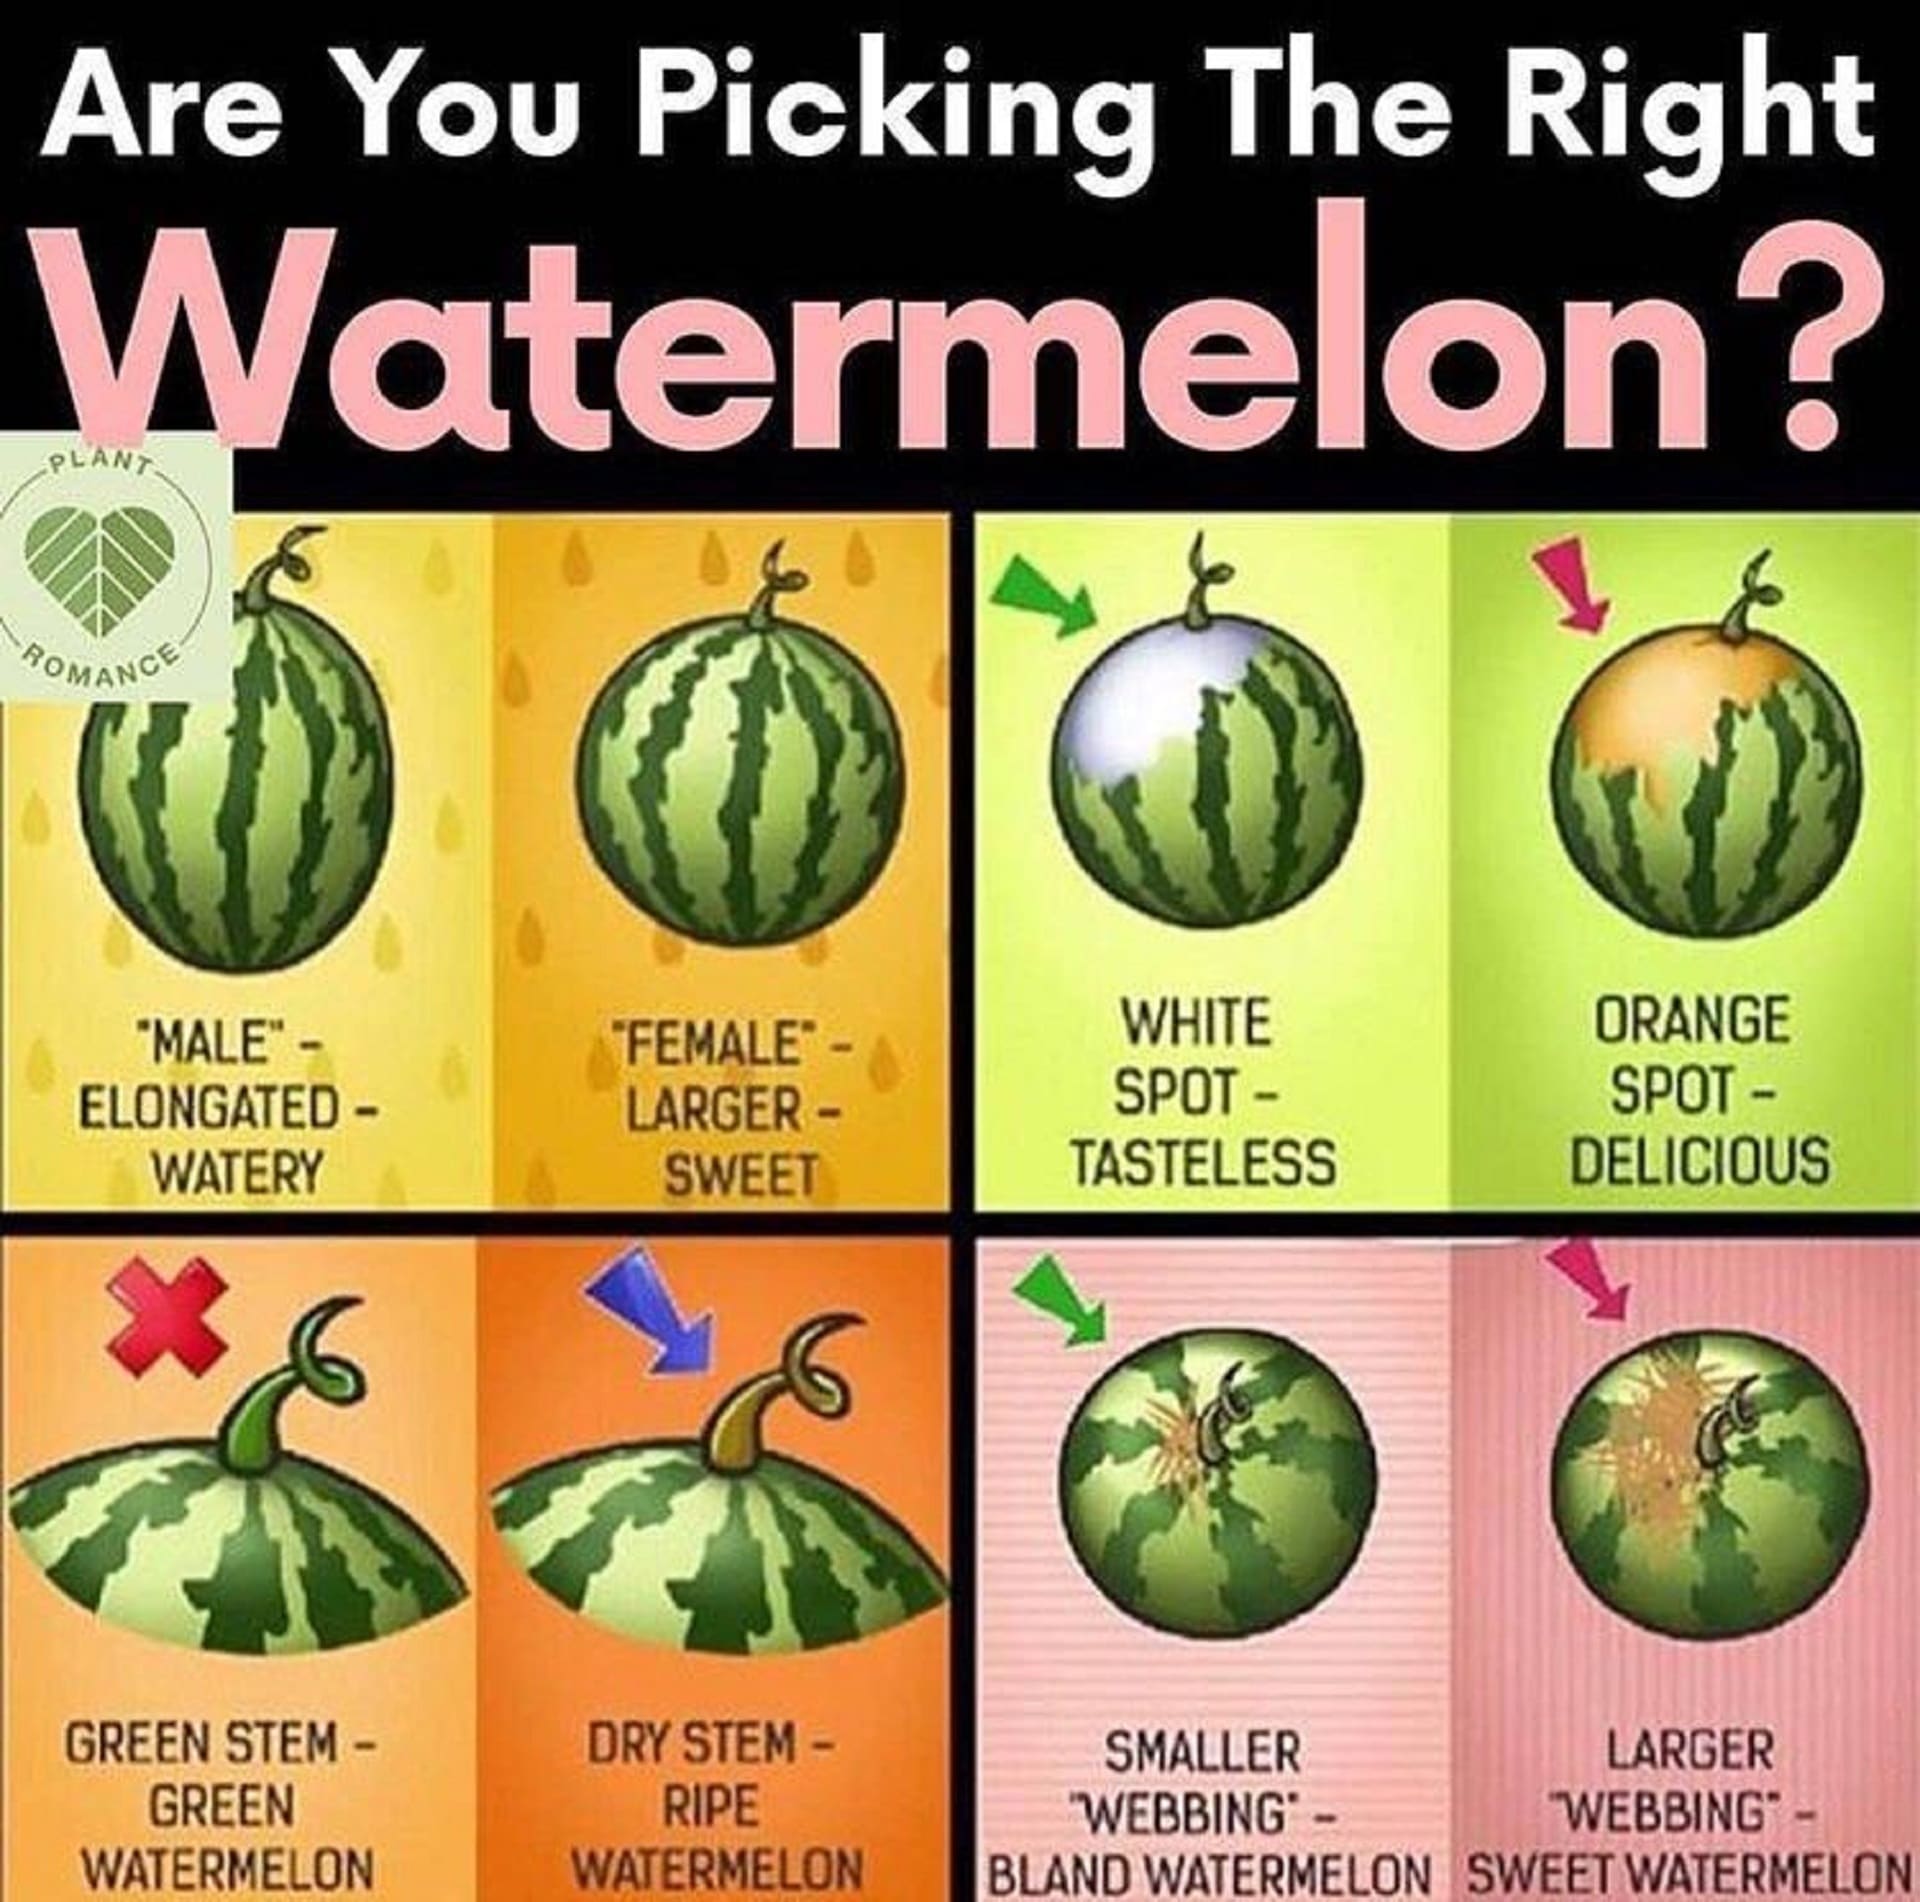 Are You Picking The Right
Watermelon?
PLANT
ROMANCE
"MALE" -
ELONGATED -
WATERY
"FEMALE" -
LARGER -
SWEET
WHITE
SPOT -
TASTELESS
ORANGE
SPOT -
DELICIOUS
GREEN STEM -
GREEN
WATERMELON
DRY STEM -
RIPE
WATERMELON
SMALLER
"WEBBING" -
BLAND WATERMELON
LARGER
"WEBBING" -
SWEET WATERMELON